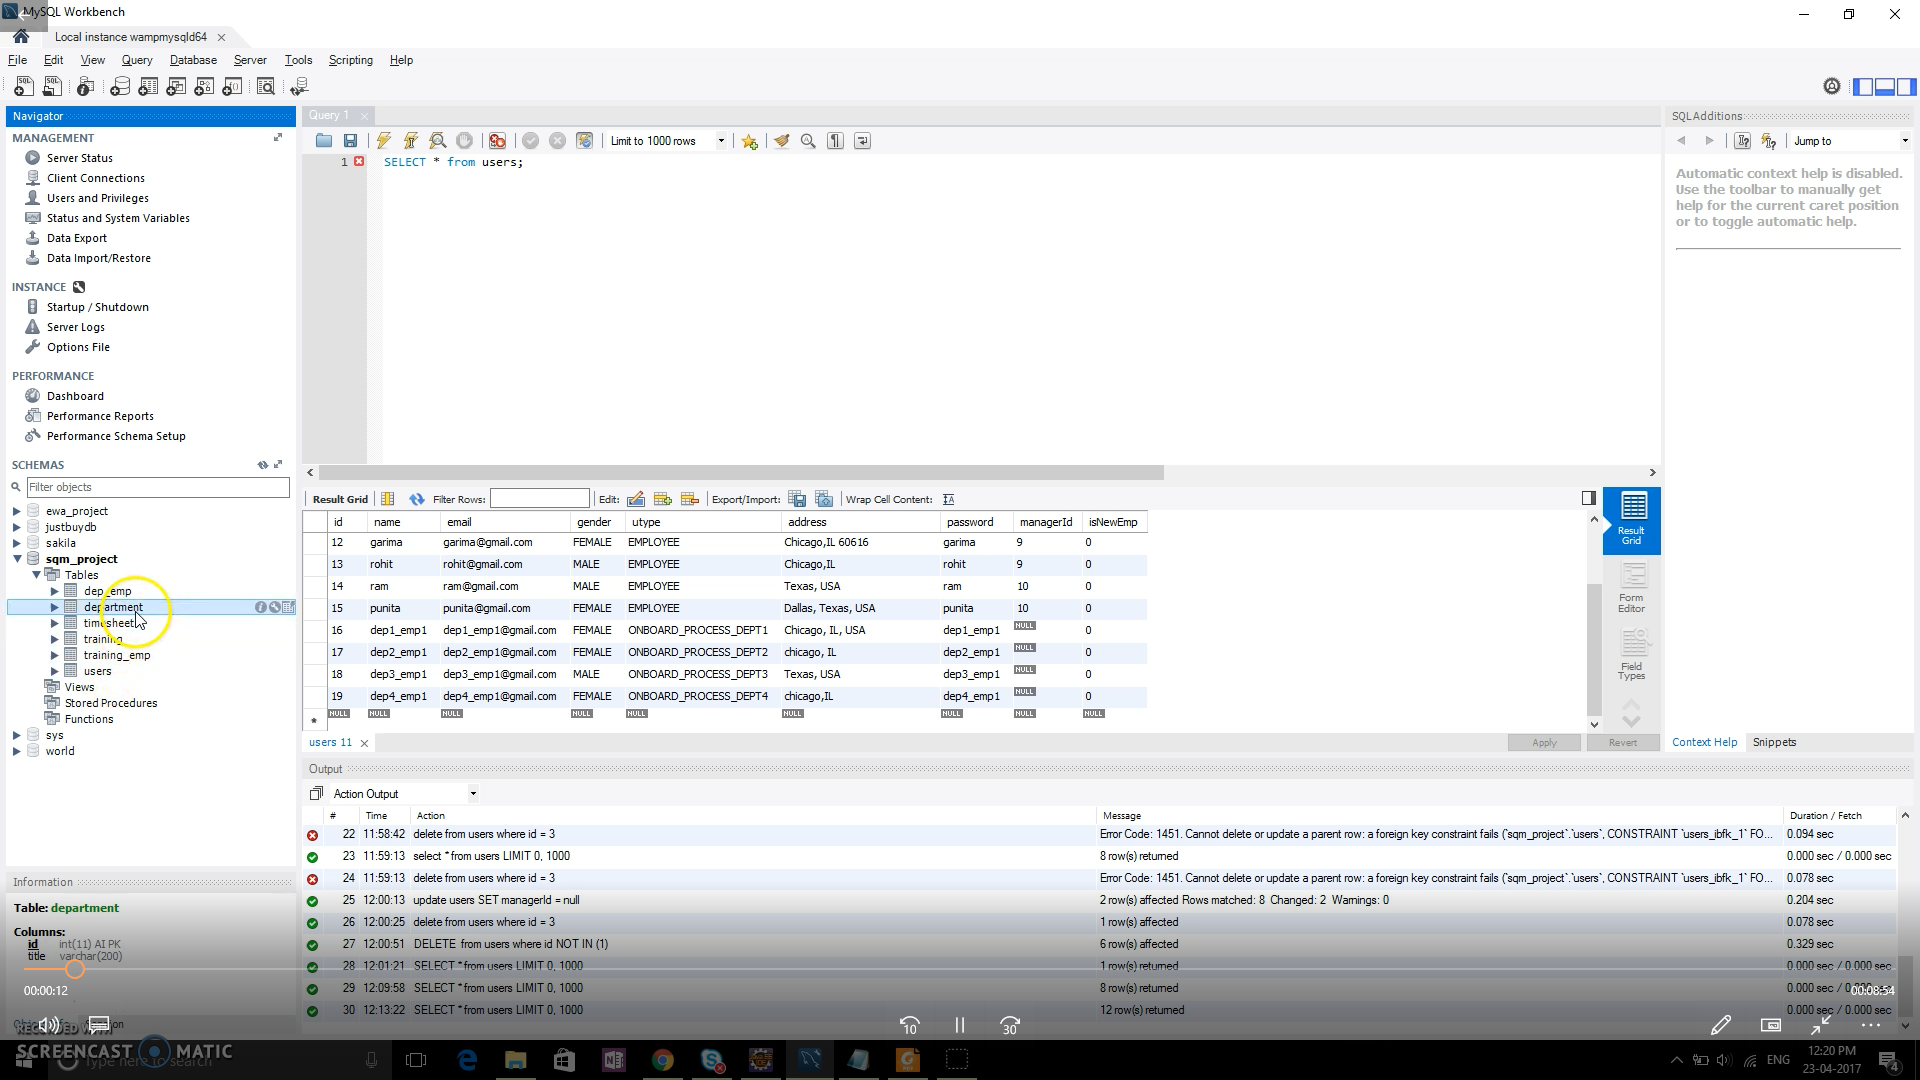 MySQL Workbench
Local instance wampmysqld64
File Edit View Query Database Server Tools Scripting Help
Navigator
MANAGEMENT
Server Status
Client Connections
Users and Privileges
Status and System Variables
Data Export
Data Import/Restore
INSTANCE
Startup / Shutdown
Server Logs
Options File
PERFORMANCE
Dashboard
Performance Reports
Performance Schema Setup
SCHEMAS
Filter objects
ewa_project
justbuydb
sakila
sqm_project
Tables
dep_emp
department
timesheet
training
training_emp
users
Views
Stored Procedures
Functions
sys
world
Information
Table: department
Columns:
id int(11) AI PK
title varchar(200)
Query 1
Limit to 1000 rows
1 SELECT * from users;
Result Grid Filter Rows: Edit: Export/Import: Wrap Cell Content:
id name email gender utype address password managerId isNewEmp
12 garima garima@gmail.com FEMALE EMPLOYEE Chicago,IL 60616 garima 9 0
13 rohit rohit@gmail.com MALE EMPLOYEE Chicago,IL rohit 9 0
14 ram ram@gmail.com MALE EMPLOYEE Texas, USA ram 10 0
15 punita punita@gmail.com FEMALE EMPLOYEE Dallas, Texas, USA punita 10 0
16 dep1_emp1 dep1_emp1@gmail.com FEMALE ONBOARD_PROCESS_DEPT1 Chicago, IL, USA dep1_emp1 NULL 0
17 dep2_emp1 dep2_emp1@gmail.com FEMALE ONBOARD_PROCESS_DEPT2 chicago, IL dep2_emp1 NULL 0
18 dep3_emp1 dep3_emp1@gmail.com MALE ONBOARD_PROCESS_DEPT3 Texas, USA dep3_emp1 NULL 0
19 dep4_emp1 dep4_emp1@gmail.com FEMALE ONBOARD_PROCESS_DEPT4 chicago,IL dep4_emp1 NULL 0
* NULL NULL NULL NULL NULL NULL NULL NULL NULL
Result Grid
Form Editor
Field Types
users 11
Apply Revert
SQLAdditions
Jump to
Automatic context help is disabled.
Use the toolbar to manually get
help for the current caret position
or to toggle automatic help.
Context Help Snippets
Output
Action Output
# Time Action Message Duration / Fetch
22 11:58:42 delete from users where id = 3 Error Code: 1451. Cannot delete or update a parent row: a foreign key constraint fails (`sqm_project`.`users`, CONSTRAINT `users_ibfk_1` FO... 0.094 sec
23 11:59:13 select * from users LIMIT 0, 1000 8 row(s) returned 0.000 sec / 0.000 sec
24 11:59:13 delete from users where id = 3 Error Code: 1451. Cannot delete or update a parent row: a foreign key constraint fails (`sqm_project`.`users`, CONSTRAINT `users_ibfk_1` FO... 0.078 sec
25 12:00:13 update users SET managerId = null 2 row(s) affected Rows matched: 8 Changed: 2 Warnings: 0 0.204 sec
26 12:00:25 delete from users where id = 3 1 row(s) affected 0.078 sec
27 12:00:51 DELETE from users where id NOT IN (1) 6 row(s) affected 0.329 sec
28 12:01:21 SELECT * from users LIMIT 0, 1000 1 row(s) returned 0.000 sec / 0.000 sec
29 12:09:58 SELECT * from users LIMIT 0, 1000 8 row(s) returned 0.000 sec / 0.000 sec
30 12:13:22 SELECT * from users LIMIT 0, 1000 12 row(s) returned 0.000 sec / 0.000 sec
00:00:12
00:08:54
10 30
RECORDED WITH
SCREENCAST MATIC
Type here to search
ENG
12:20 PM
23-04-2017
4